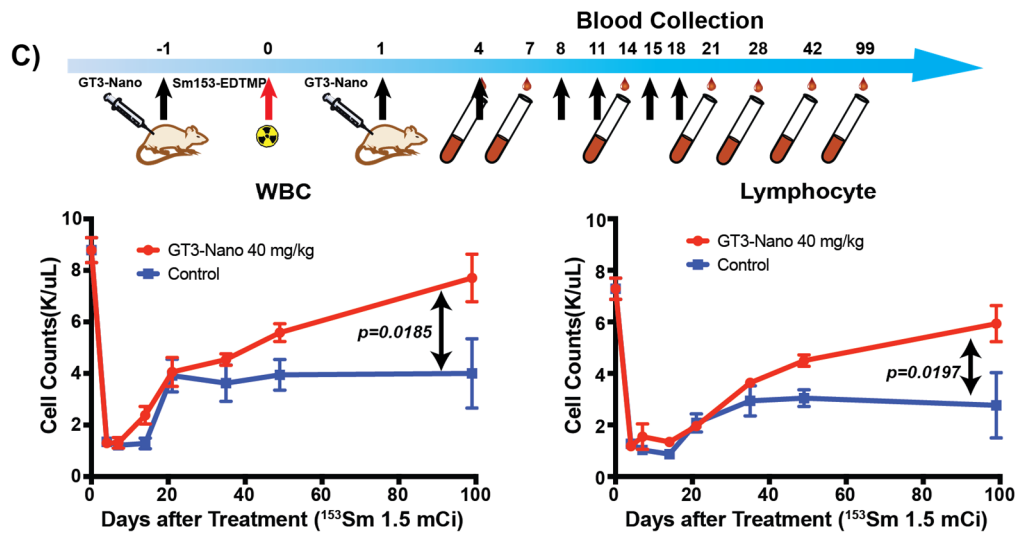 C)
Blood Collection
-1 0 1 4 7 8 11 14 15 18 21 28 42 99
GT3-Nano Sm153-EDTMP GT3-Nano
WBC
10
8
6
4
2
0
Cell Counts(K/uL)
GT3-Nano 40 mg/kg
Control
p=0.0185
0 20 40 60 80 100
Days after Treatment (¹⁵³Sm 1.5 mCi)
Lymphocyte
10
8
6
4
2
0
Cell Counts(K/uL)
GT3-Nano 40 mg/kg
Control
p=0.0197
0 20 40 60 80 100
Days after Treatment (¹⁵³Sm 1.5 mCi)